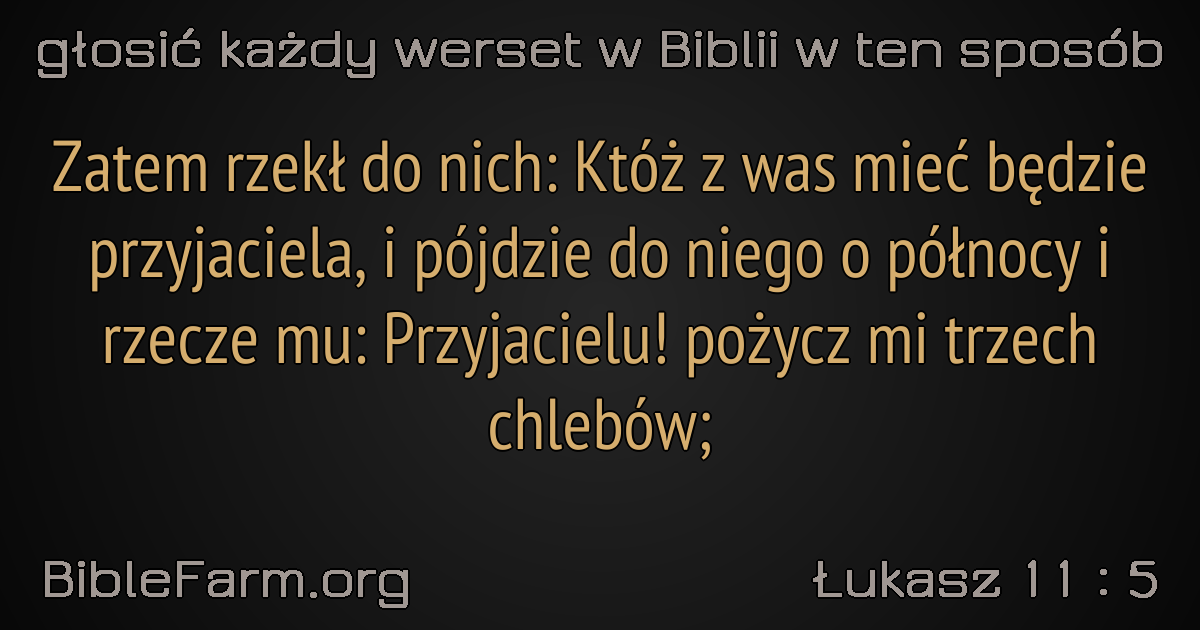 głosić każdy werset w Biblii w ten sposób
Zatem rzekł do nich: Któż z was mieć będzie
przyjaciela, i pójdzie do niego o północy i
rzecze mu: Przyjacielu! pożycz mi trzech
chlebów;
BibleFarm.org
Łukasz 11 : 5